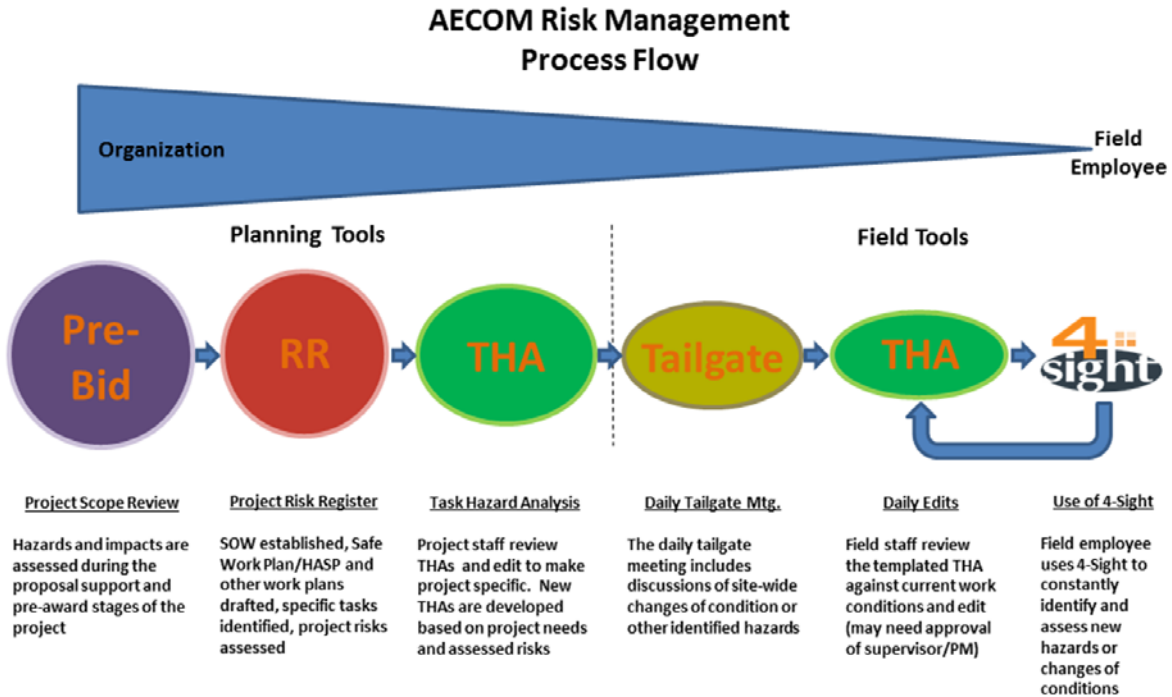 AECOM Risk Management
Process Flow
Organization
Field
Employee
Planning Tools
Field Tools
Pre-
Bid
RR
THA
Tailgate
THA
4
sight
Project Scope Review
Hazards and impacts are
assessed during the
proposal support and
pre-award stages of the
project
Project Risk Register
SOW established, Safe
Work Plan/HASP and
other work plans
drafted, specific tasks
identified, project risks
assessed
Task Hazard Analysis
Project staff review
THAs and edit to make
project specific. New
THAs are developed
based on project needs
and assessed risks
Daily Tailgate Mtg.
The daily tailgate
meeting includes
discussions of site-wide
changes of condition or
other identified hazards
Daily Edits
Field staff review
the templated THA
against current work
conditions and edit
(may need approval
of supervisor/PM)
Use of 4-Sight
Field employee
uses 4-Sight to
constantly
identify and
assess new
hazards or
changes of
conditions